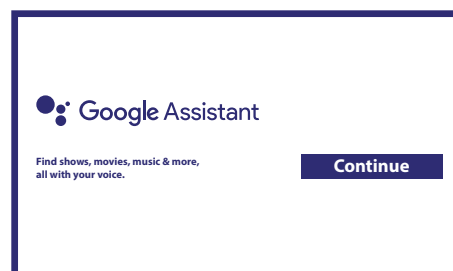 Google Assistant
Find shows, movies, music & more,
all with your voice.
Continue